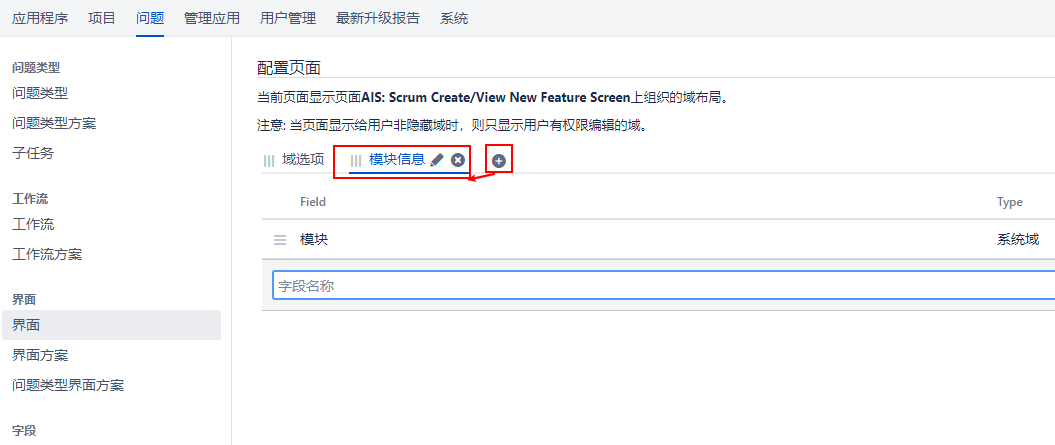 应用程序 项目 问题 管理应用 用户管理 最新升级报告 系统
问题类型
问题类型
问题类型方案
子任务
工作流
工作流
工作流方案
界面
界面
界面方案
问题类型界面方案
字段
配置页面
当前页面显示页面AIS: Scrum Create/View New Feature Screen上组织的域布局。
注意: 当页面显示给用户非隐藏域时，则只显示用户有权限编辑的域。
域选项 模块信息
Field Type
模块 系统域
字段名称